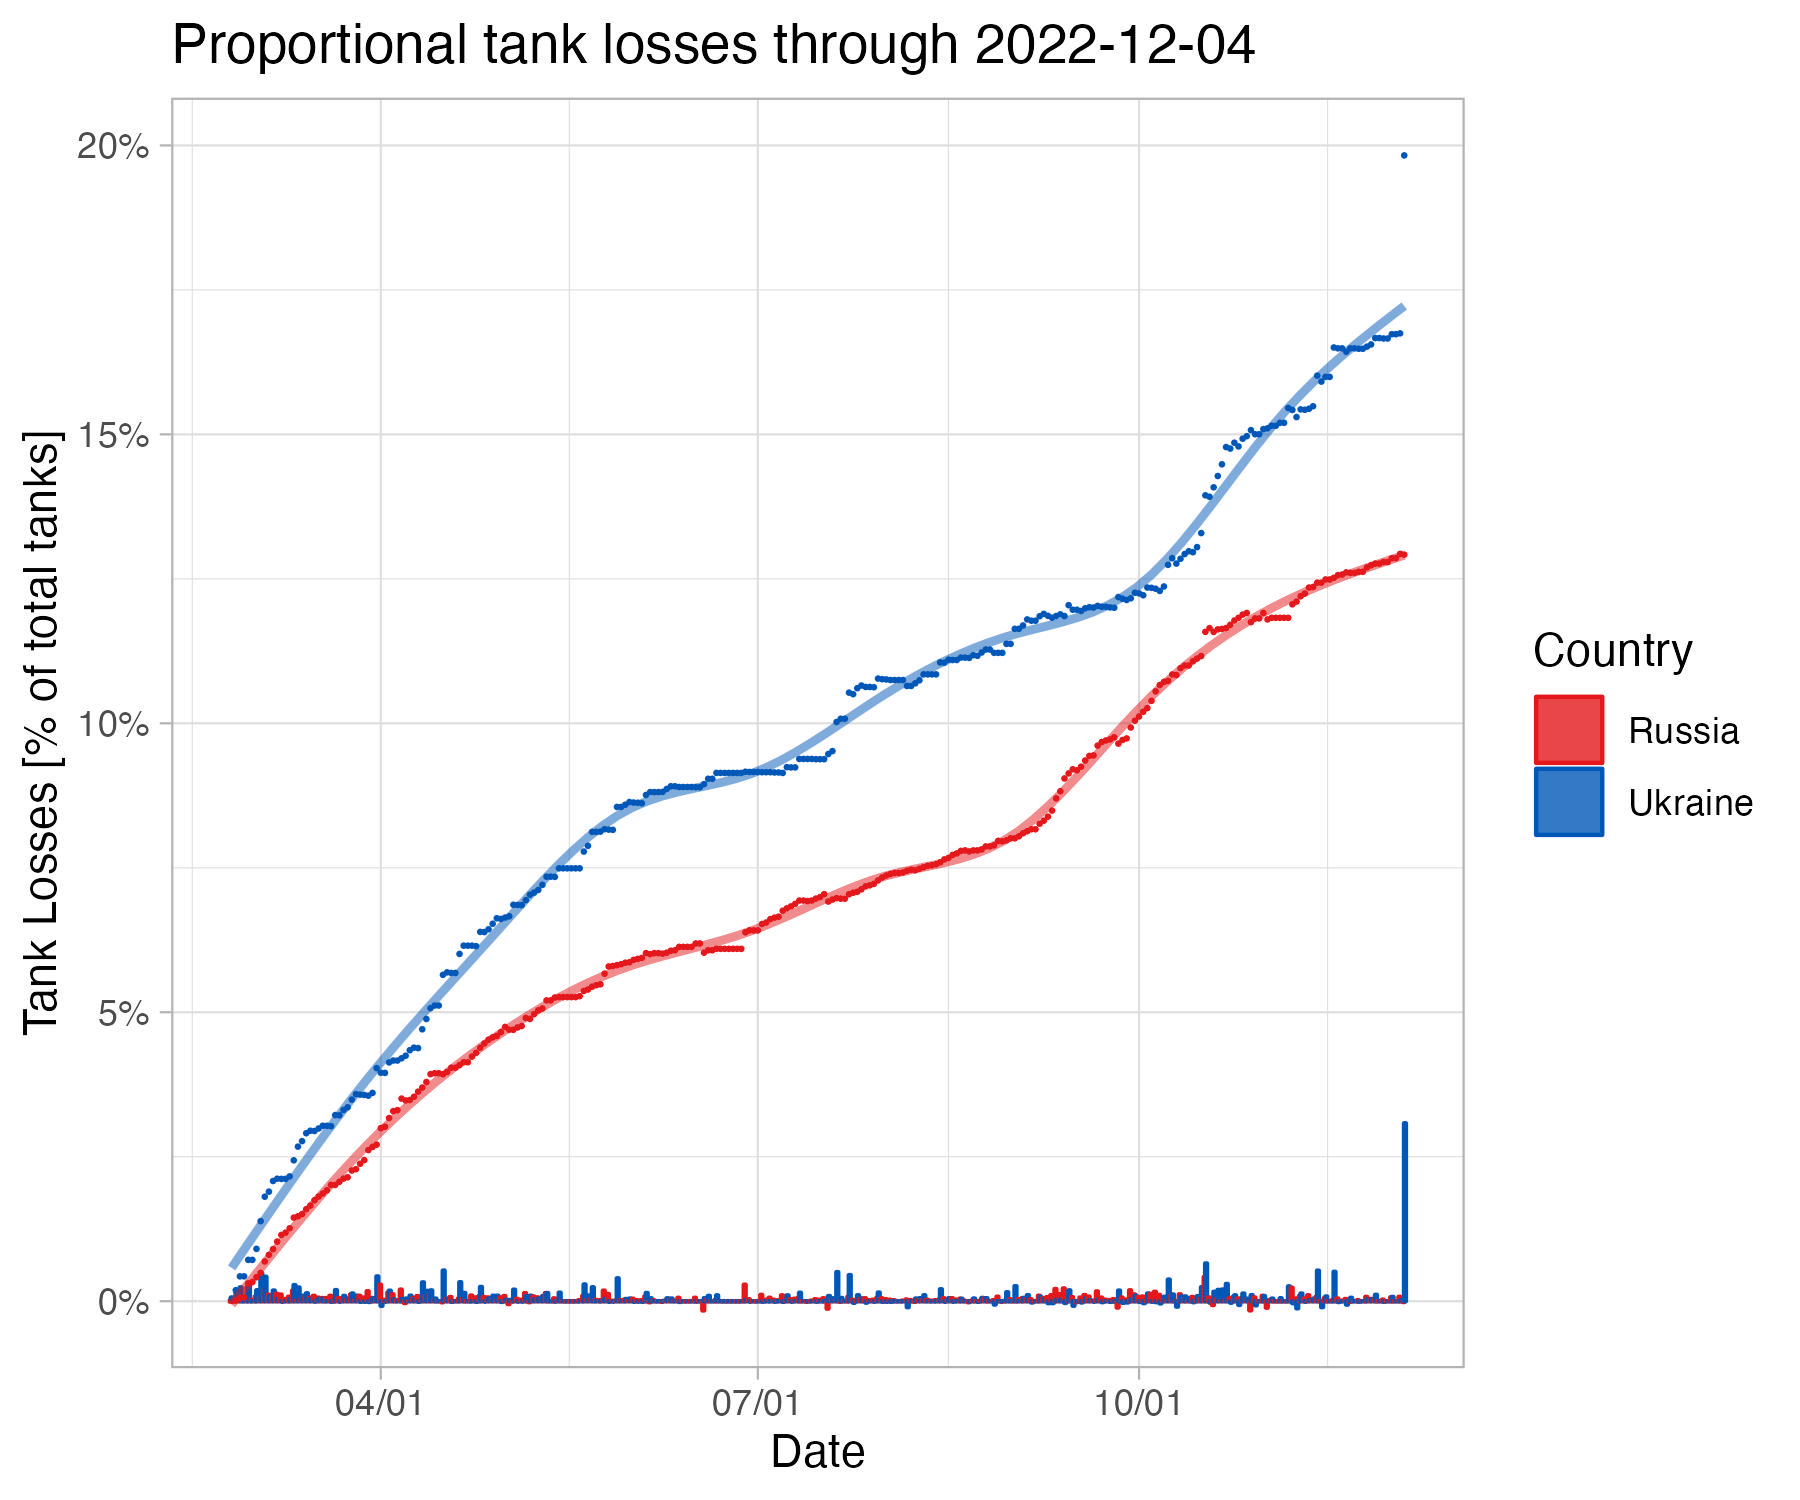 Proportional tank losses through 2022-12-04
Tank Losses [% of total tanks]
20%
15%
10%
5%
0%
04/01
07/01
10/01
Date
Country
Russia
Ukraine